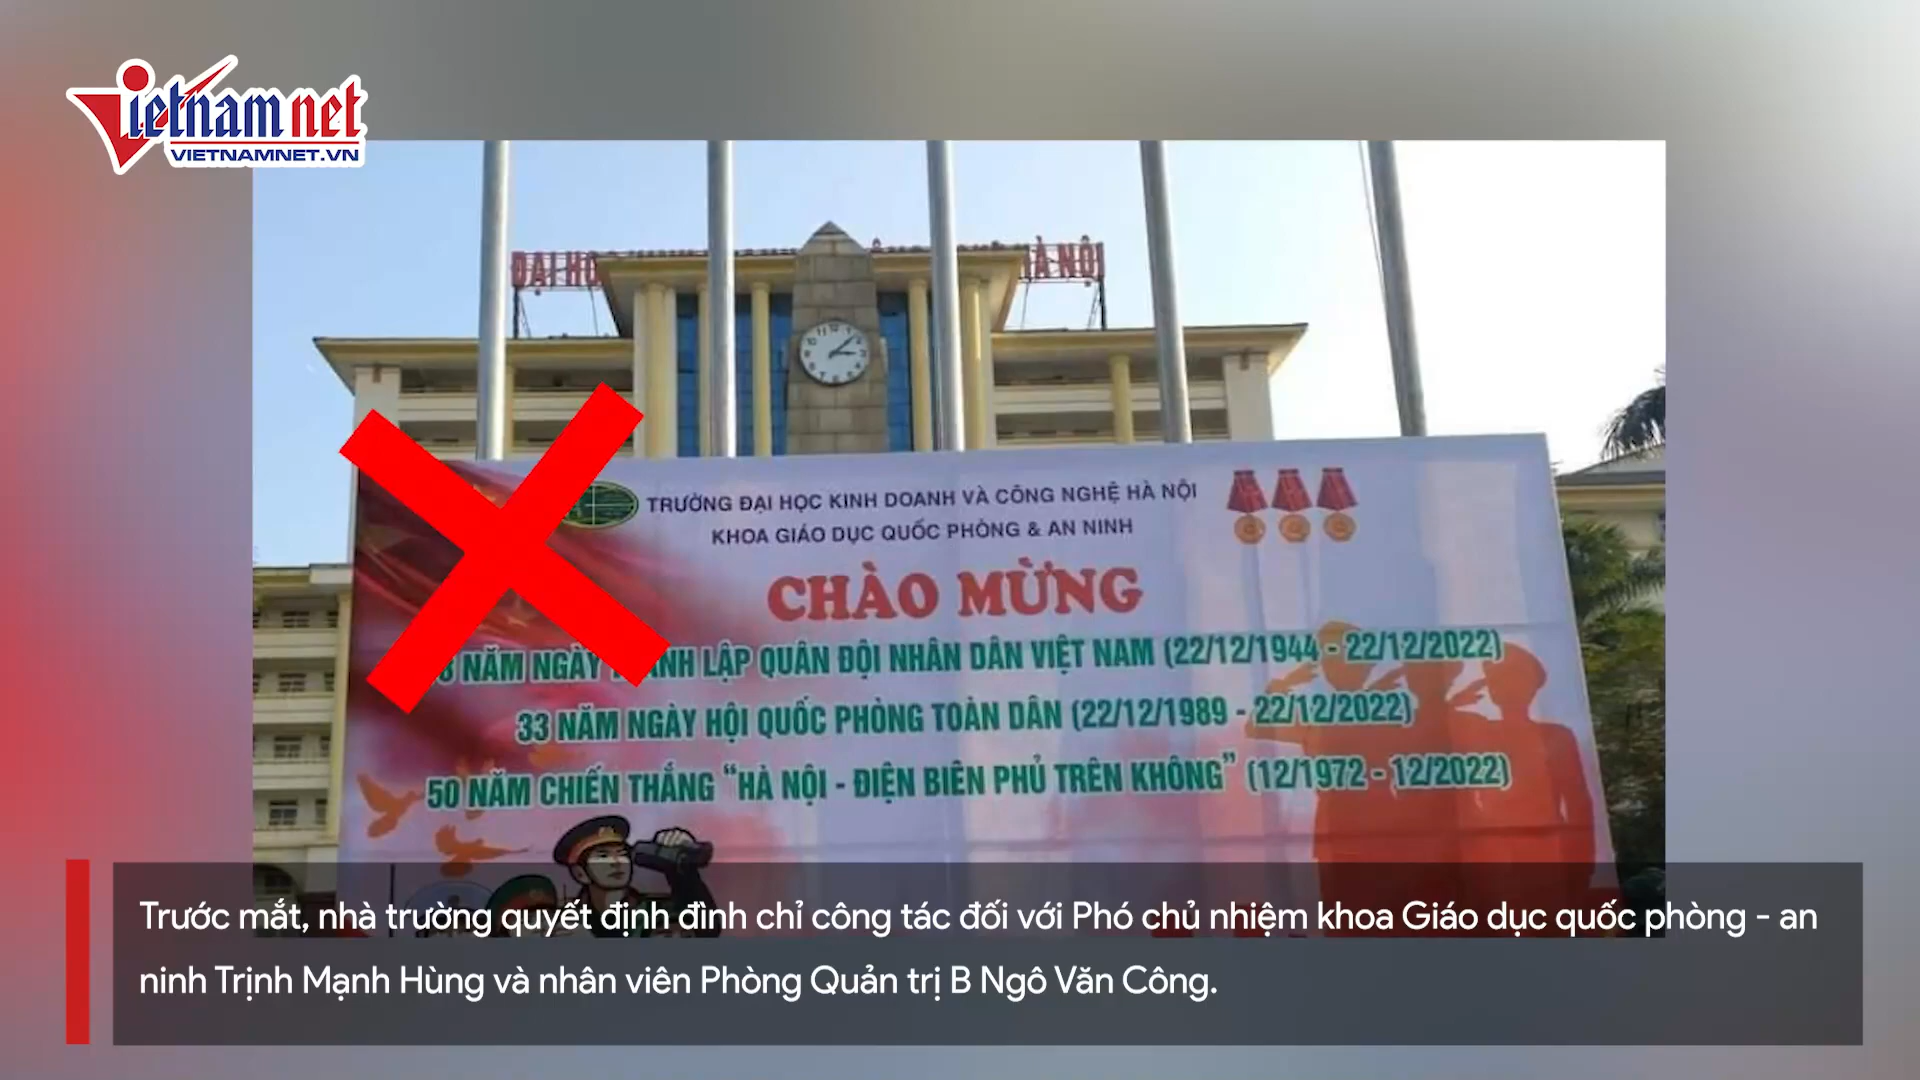 Vietnam net
VIETNAMNET.VN
ĐẠI HÀ NỘI
TRƯỜNG ĐẠI HỌC KINH DOANH VÀ CÔNG NGHỆ HÀ NỘI
KHOA GIÁO DỤC QUỐC PHÒNG & AN NINH
CHÀO MỪNG
NĂM NGÀY LẬP QUÂN ĐỘI NHÂN DÂN VIỆT NAM (22/12/1944 - 22/12/2022)
33 NĂM NGÀY HỘI QUỐC PHÒNG TOÀN DÂN (22/12/1989 - 22/12/2022)
50 NĂM CHIẾN THẮNG "HÀ NỘI - ĐIỆN BIÊN PHỦ TRÊN KHÔNG" (12/1972 - 12/2022)
Trước mắt, nhà trường quyết định đình chỉ công tác đối với Phó chủ nhiệm khoa Giáo dục quốc phòng - an
ninh Trịnh Mạnh Hùng và nhân viên Phòng Quản trị B Ngô Văn Công.